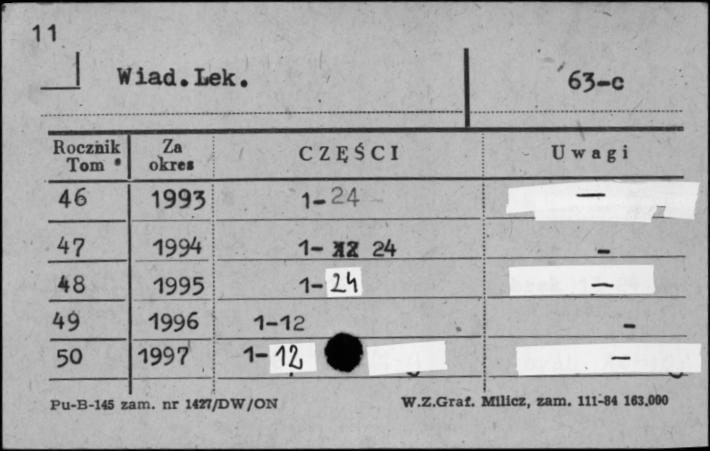 11
Wiad.Lek. 63-c
Rocznik Tom * Za okres CZĘŚCI Uwagi
46 1993 1-24 —
47 1994 1- 24 -
48 1995 1-24 —
49 1996 1-12 -
50 1997 1-12 —
Pu-B-145 zam. nr 1427/DW/ON W.Z.Graf. Milicz, zam. 111-84 163.000